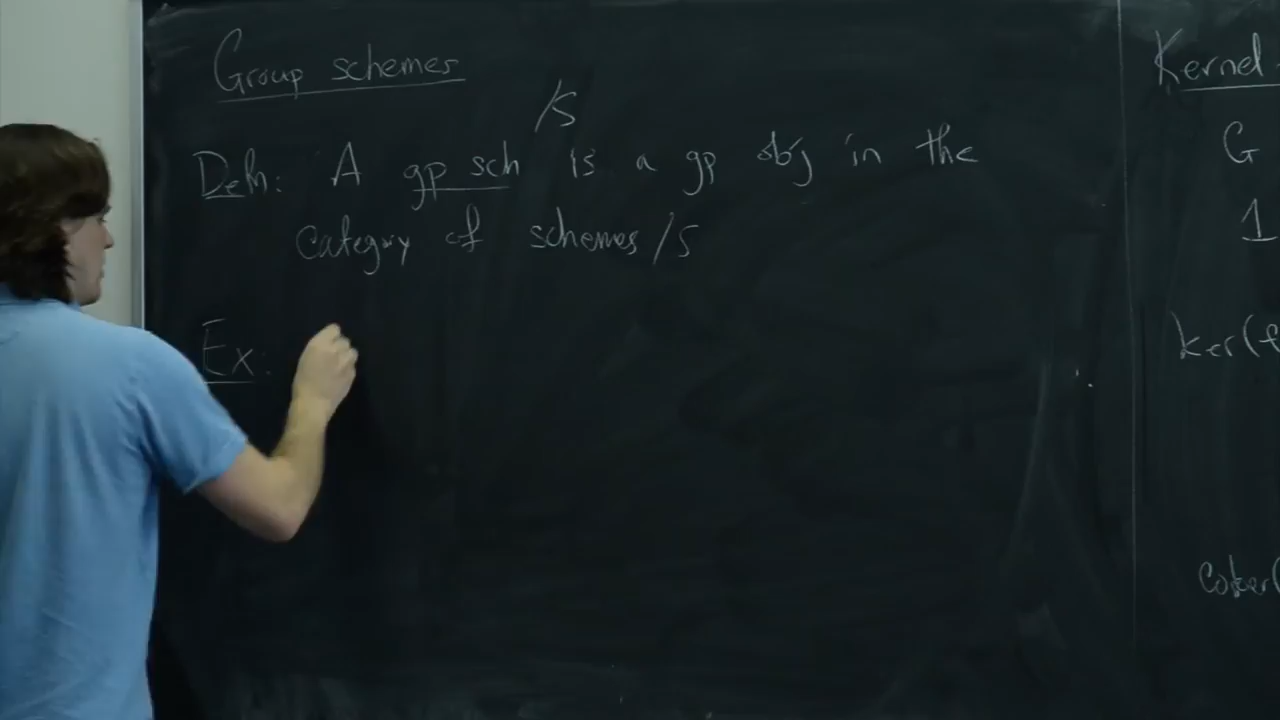 Group schemes
Defn: A gp sch /S is a gp obj in the
category of schemes/S
Ex:
Kernel
G
1
ker(f
coker(